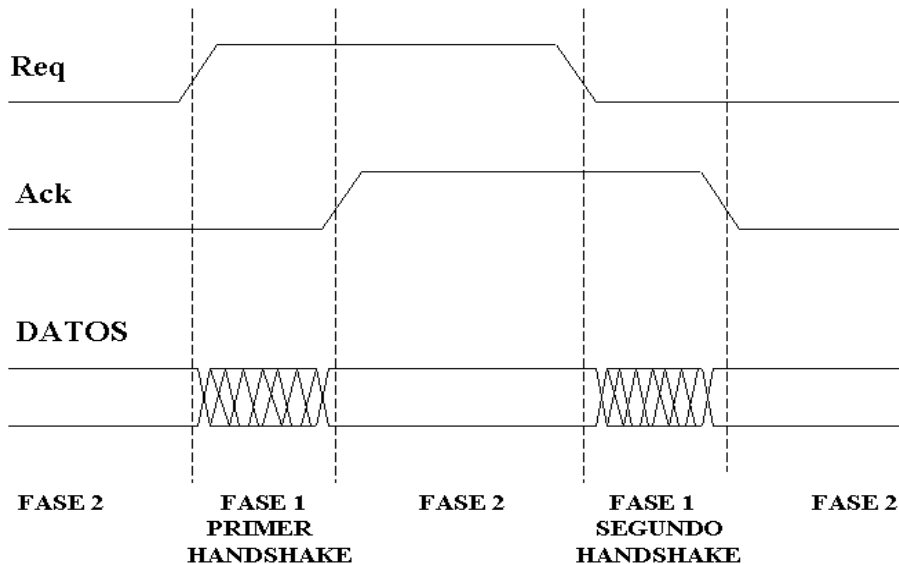 Req
Ack
DATOS
FASE 2
FASE 1
PRIMER
HANDSHAKE
FASE 2
FASE 1
SEGUNDO
HANDSHAKE
FASE 2